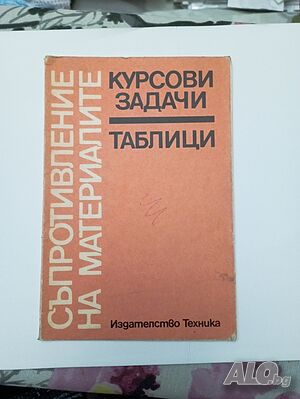 СЪПРОТИВЛЕНИЕ
НА МАТЕРИАЛИТЕ
КУРСОВИ
ЗАДАЧИ
ТАБЛИЦИ
Издателство Техника
ALO.bg